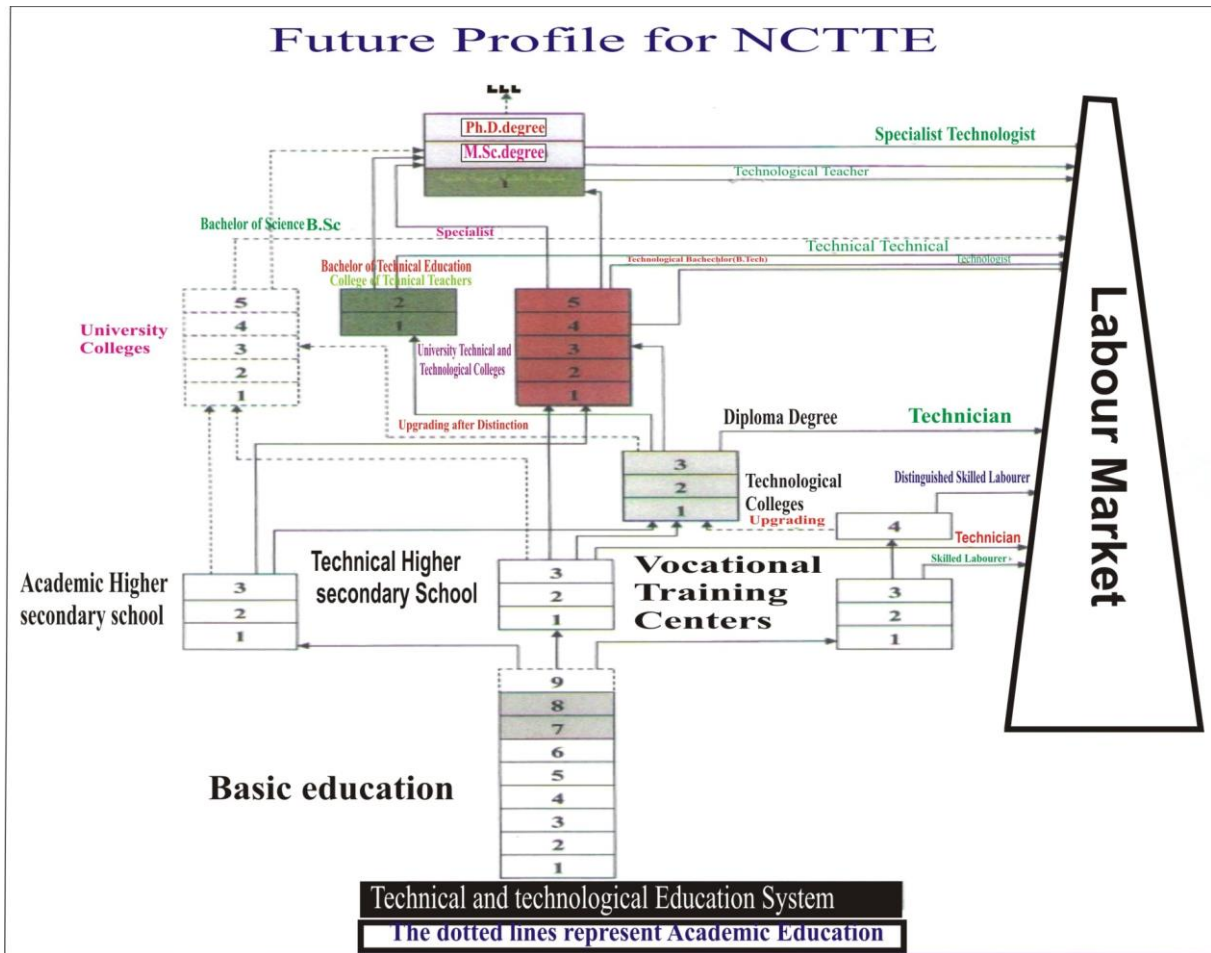 Future Profile for NCTTE
LLL
Ph.D.degree
M.Sc.degree
1
Specialist Technologist
Technological Teacher
Bachelor of Science B.Sc
Specialist
Technical Technical
Bachelor of Technical Education
College of Tchnical Teachers
Technological Bachechlor(B.Tech)
Technologist
University
Colleges
5
4
3
2
1
2
1
5
4
3
2
1
University Technical and
Technological Colleges
Upgrading after Distinction
Diploma Degree
Technician
3
2
1
Technological
Colleges
Distinguished Skilled Labourer
Upgrading
4
Technician
Skilled Labourer
Academic Higher
secondary school
3
2
1
Technical Higher
secondary School
3
2
1
Vocational
Training
Centers
3
2
1
Labour Market
9
8
7
6
5
4
3
2
1
Basic education
Technical and technological Education System
The dotted lines represent Academic Education